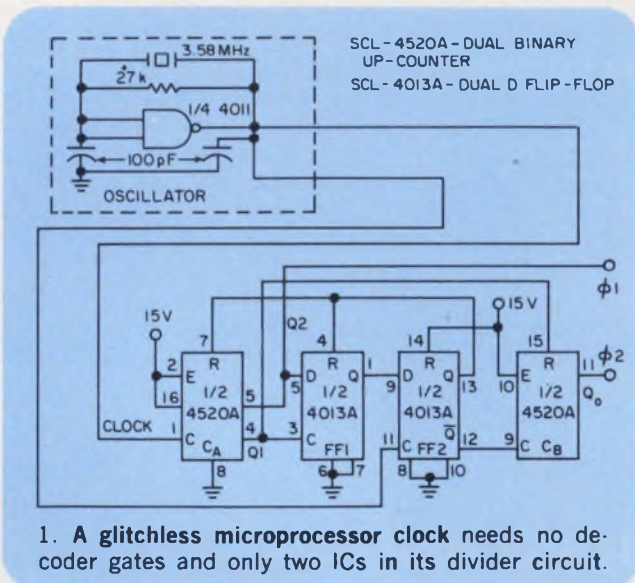 3.58 MHz
27k
1/4 4011
100pF
OSCILLATOR
SCL-4520A-DUAL BINARY
UP-COUNTER
SCL-4013A-DUAL D FLIP-FLOP
15V
Q2
15V
ϕ1
7
4
14
15
ϕ2
2
E
R
5
D
R
Q
1
9
D
R
Q
13
10
E
R
11
16
1/2
4520A
5
1/2
4013A
1/2
4013A
1/2
4520A
Q0
CLOCK
1
C
CA
4
Q1
3
C
FF1
11
C
FF2
Q̅
12
9
C
CB
8
6
7
8
10
1. A glitchless microprocessor clock needs no de-
coder gates and only two ICs in its divider circuit.